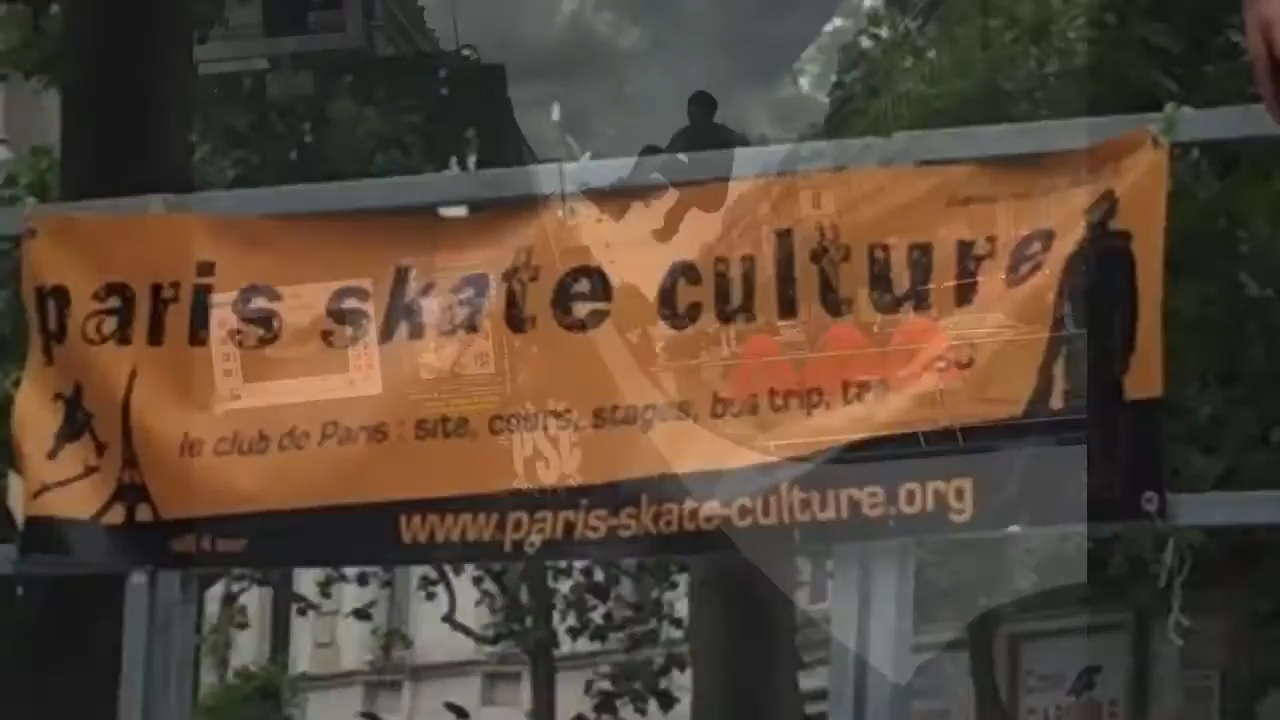 paris skate culture
le club de Paris : site, cours, stages, bus trip,
www.paris-skate-culture.org
PSC